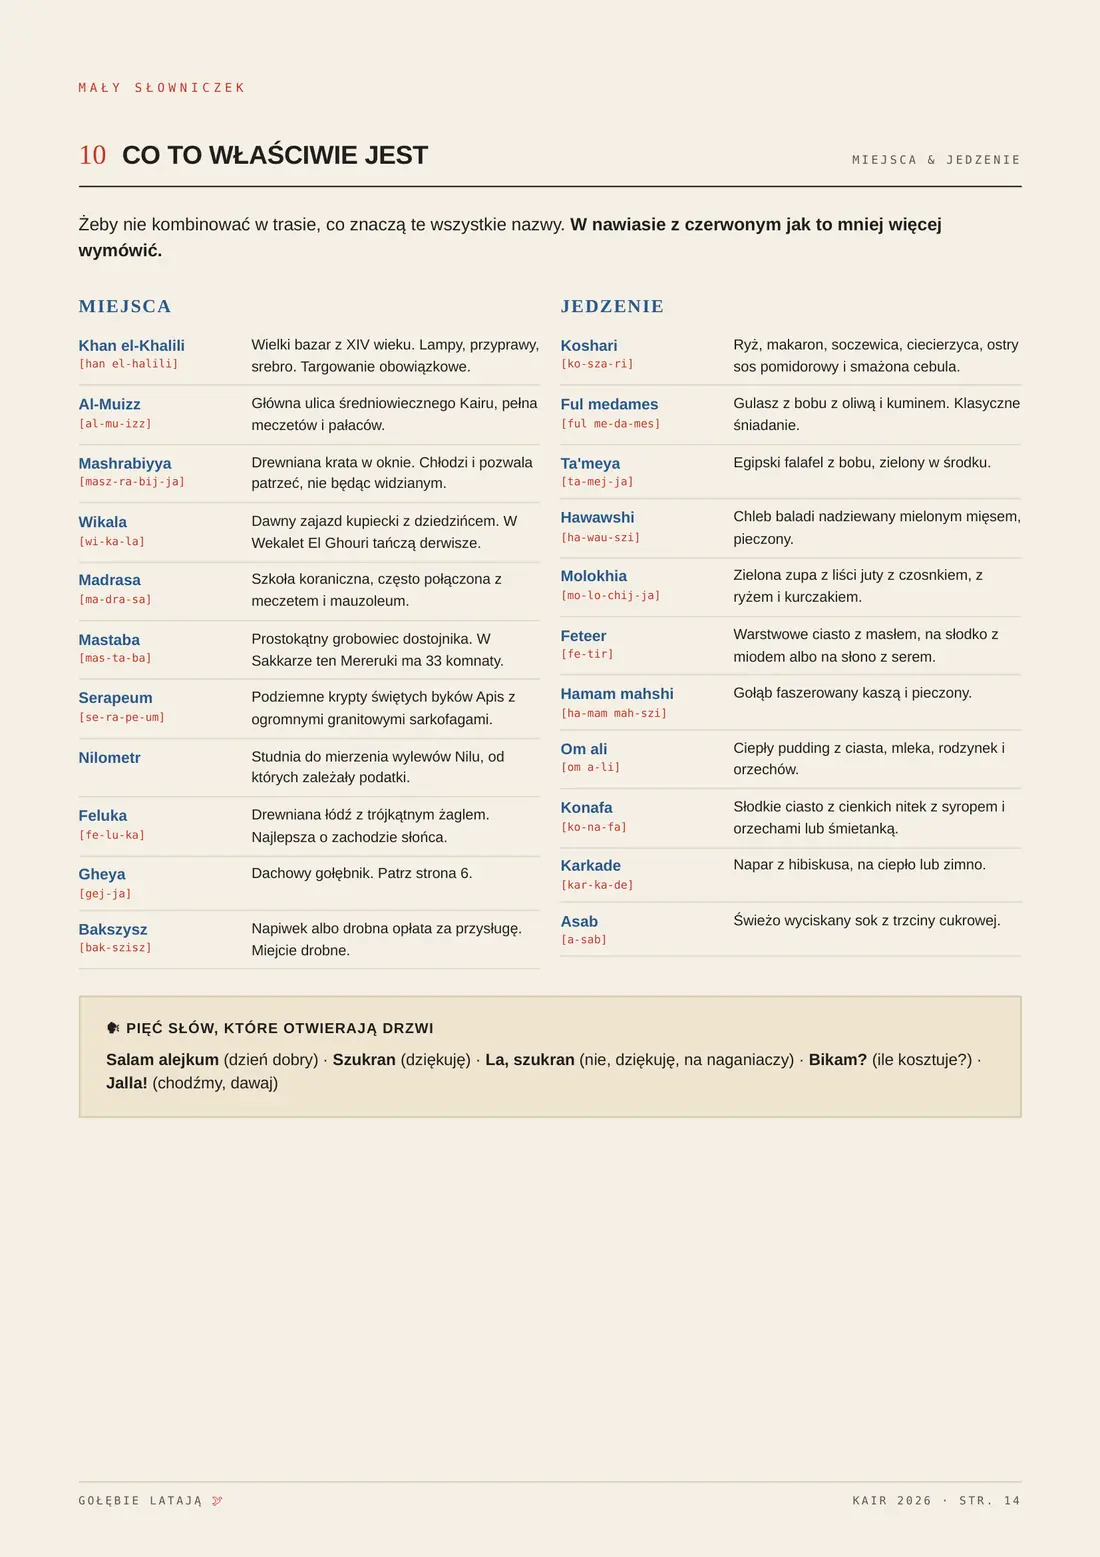 MAŁY SŁOWNICZEK
10 CO TO WŁAŚCIWIE JEST
MIEJSCA & JEDZENIE
Żeby nie kombinować w trasie, co znaczą te wszystkie nazwy. W nawiasie z czerwonym jak to mniej więcej
wymówić.
MIEJSCA
Khan el-Khalili
[han el-halili]
Wielki bazar z XIV wieku. Lampy, przyprawy,
srebro. Targowanie obowiązkowe.
Al-Muizz
[al-mu-izz]
Główna ulica średniowiecznego Kairu, pełna
meczetów i pałaców.
Mashrabiyya
[masz-ra-bij-ja]
Drewniana krata w oknie. Chłodzi i pozwala
patrzeć, nie będąc widzianym.
Wikala
[wi-ka-la]
Dawny zajazd kupiecki z dziedzińcem. W
Wekalet El Ghouri tańczą derwisze.
Madrasa
[ma-dra-sa]
Szkoła koraniczna, często połączona z
meczetem i mauzoleum.
Mastaba
[mas-ta-ba]
Prostokątny grobowiec dostojnika. W
Sakkarze ten Mereruki ma 33 komnaty.
Serapeum
[se-ra-pe-um]
Podziemne krypty świętych byków Apis z
ogromnymi granitowymi sarkofagami.
Nilometr
Studnia do mierzenia wylewów Nilu, od
których zależały podatki.
Feluka
[fe-lu-ka]
Drewniana łódź z trójkątnym żaglem.
Najlepsza o zachodzie słońca.
Gheya
[gej-ja]
Dachowy gołębnik. Patrz strona 6.
Bakszysz
[bak-szisz]
Napiwek albo drobna opłata za przysługę.
Miejcie drobne.
JEDZENIE
Koshari
[ko-sza-ri]
Ryż, makaron, soczewica, ciecierzyca, ostry
sos pomidorowy i smażona cebula.
Ful medames
[ful me-da-mes]
Gulasz z bobu z oliwą i kuminem. Klasyczne
śniadanie.
Ta'meya
[ta-mej-ja]
Egipski falafel z bobu, zielony w środku.
Hawawshi
[ha-wau-szi]
Chleb baladi nadziewany mielonym mięsem,
pieczony.
Molokhia
[mo-lo-chij-ja]
Zielona zupa z liści juty z czosnkiem, z
ryżem i kurczakiem.
Feteer
[fe-tir]
Warstwowe ciasto z masłem, na słodko z
miodem albo na słono z serem.
Hamam mahshi
[ha-mam mah-szi]
Gołąb faszerowany kaszą i pieczony.
Om ali
[om a-li]
Ciepły pudding z ciasta, mleka, rodzynek i
orzechów.
Konafa
[ko-na-fa]
Słodkie ciasto z cienkich nitek z syropem i
orzechami lub śmietanką.
Karkade
[kar-ka-de]
Napar z hibiskusa, na ciepło lub zimno.
Asab
[a-sab]
Świeżo wyciskany sok z trzciny cukrowej.
🗣 PIĘĆ SŁÓW, KTÓRE OTWIERAJĄ DRZWI
Salam alejkum (dzień dobry) · Szukran (dziękuję) · La, szukran (nie, dziękuję, na naganiaczy) · Bikam? (ile kosztuje?) ·
Jalla! (chodźmy, dawaj)
GOŁĘBIE LATAJĄ 🕊
KAIR 2026 · STR. 14